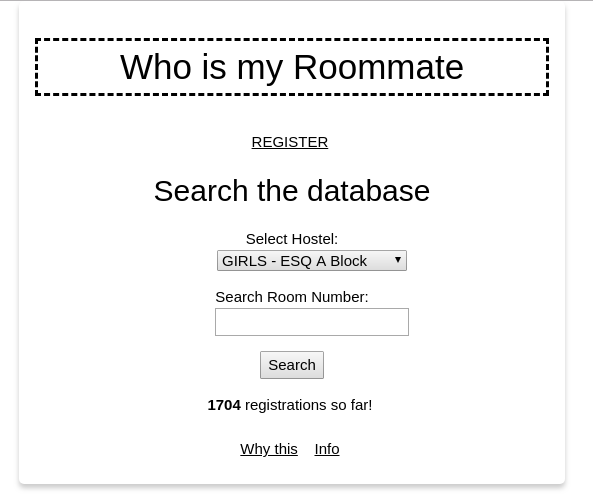 Who is my Roommate
REGISTER
Search the database
Select Hostel:
GIRLS - ESQ A Block
Search Room Number:
Search
1704 registrations so far!
Why this Info